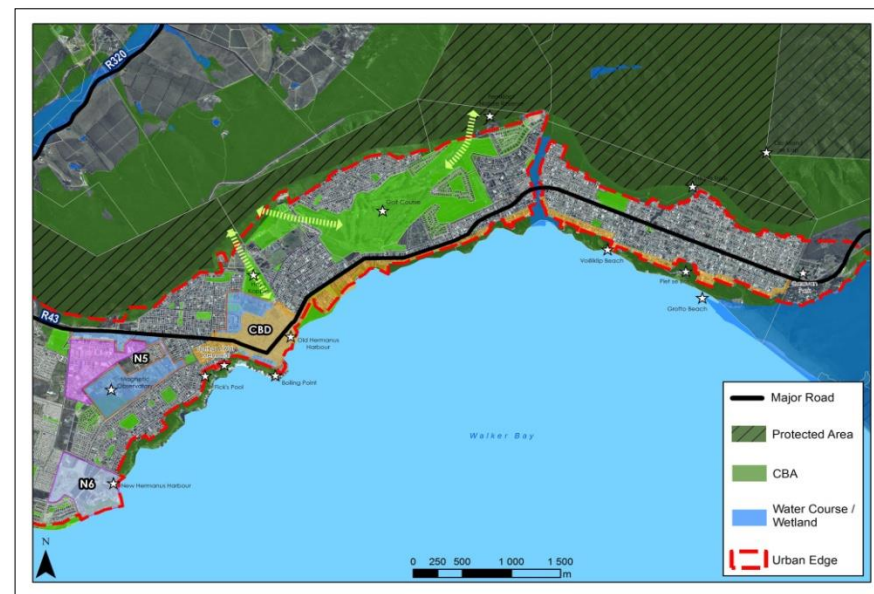 R320
Golf Course
Voëlklip Beach
Grotto Beach
R43
CBD
Old Hermanus
Harbour
N5
Magnetic
Observatory
Fick's Pool
Boiling Point
N6
New Hermanus Harbour
Walker Bay
N
0 250 500 1 000 1 500
m
Major Road
Protected Area
CBA
Water Course /
Wetland
Urban Edge